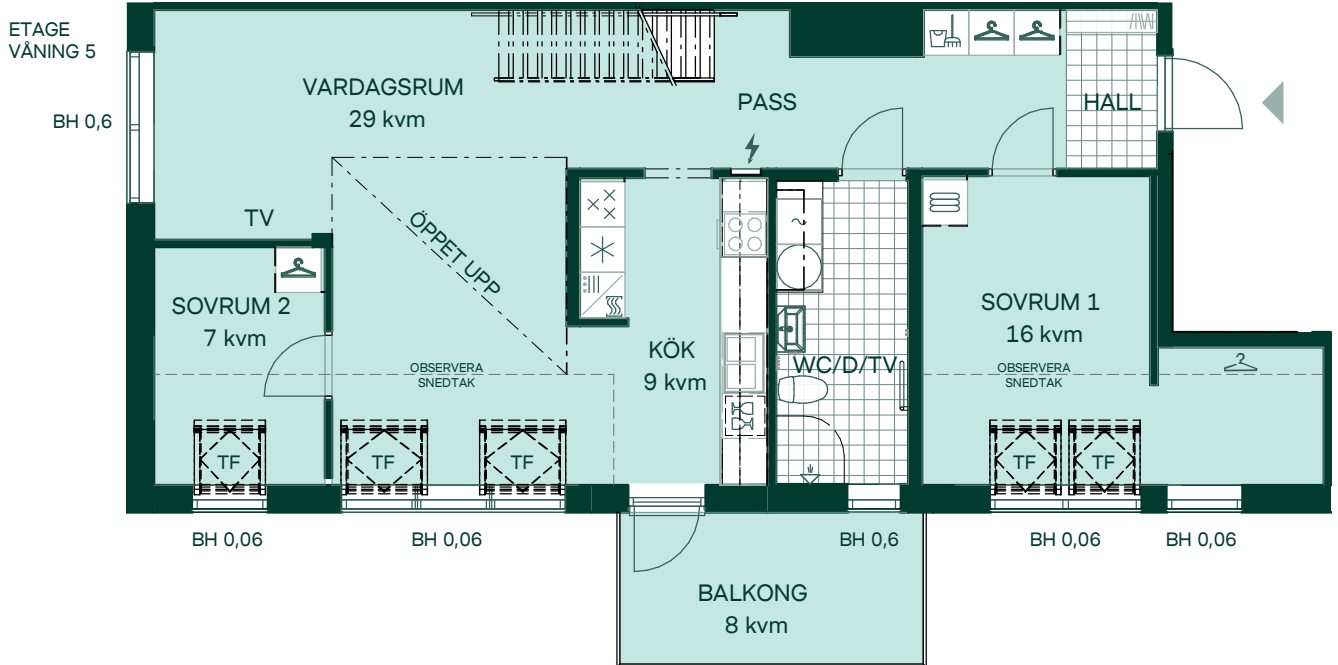 ETAGE
VÅNING 5
BH 0,6
VARDAGSRUM
29 kvm
PASS
HALL
TV
ÖPPET UPP
SOVRUM 2
7 kvm
KÖK
9 kvm
WC/D/TV
SOVRUM 1
16 kvm
OBSERVERA
SNEDTAK
OBSERVERA
SNEDTAK
TF
TF
TF
TF
TF
BH 0,06
BH 0,06
BH 0,6
BH 0,06
BH 0,06
BALKONG
8 kvm